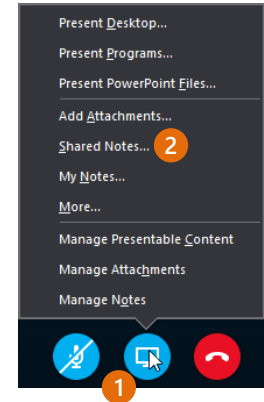 Present Desktop...
Present Programs...
Present PowerPoint Files...
Add Attachments...
Shared Notes... 2
My Notes...
More...
Manage Presentable Content
Manage Attachments
Manage Notes
1